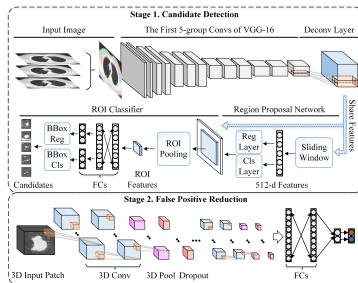 Stage 1. Candidate Detection
Input Image
The First 5-group Convs of VGG-16
Deconv Layer
Share Features
ROI Classifier
Region Proposal Network
BBox
Reg
BBox
Cls
Candidates
FCs
ROI
Features
ROI
Pooling
Reg
Layer
Cls
Layer
512-d Features
Sliding
Window
Stage 2. False Positive Reduction
3D Input Patch
3D Conv
3D Pool
Dropout
FCs